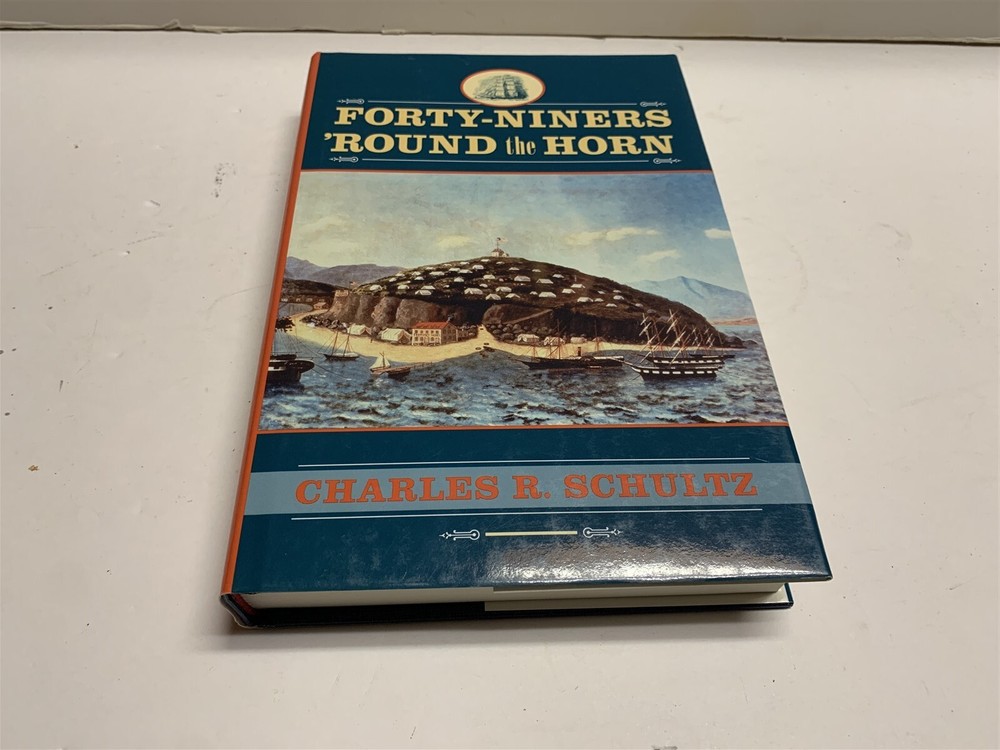 FORTY-NINERS
'ROUND the HORN
CHARLES R. SCHULTZ